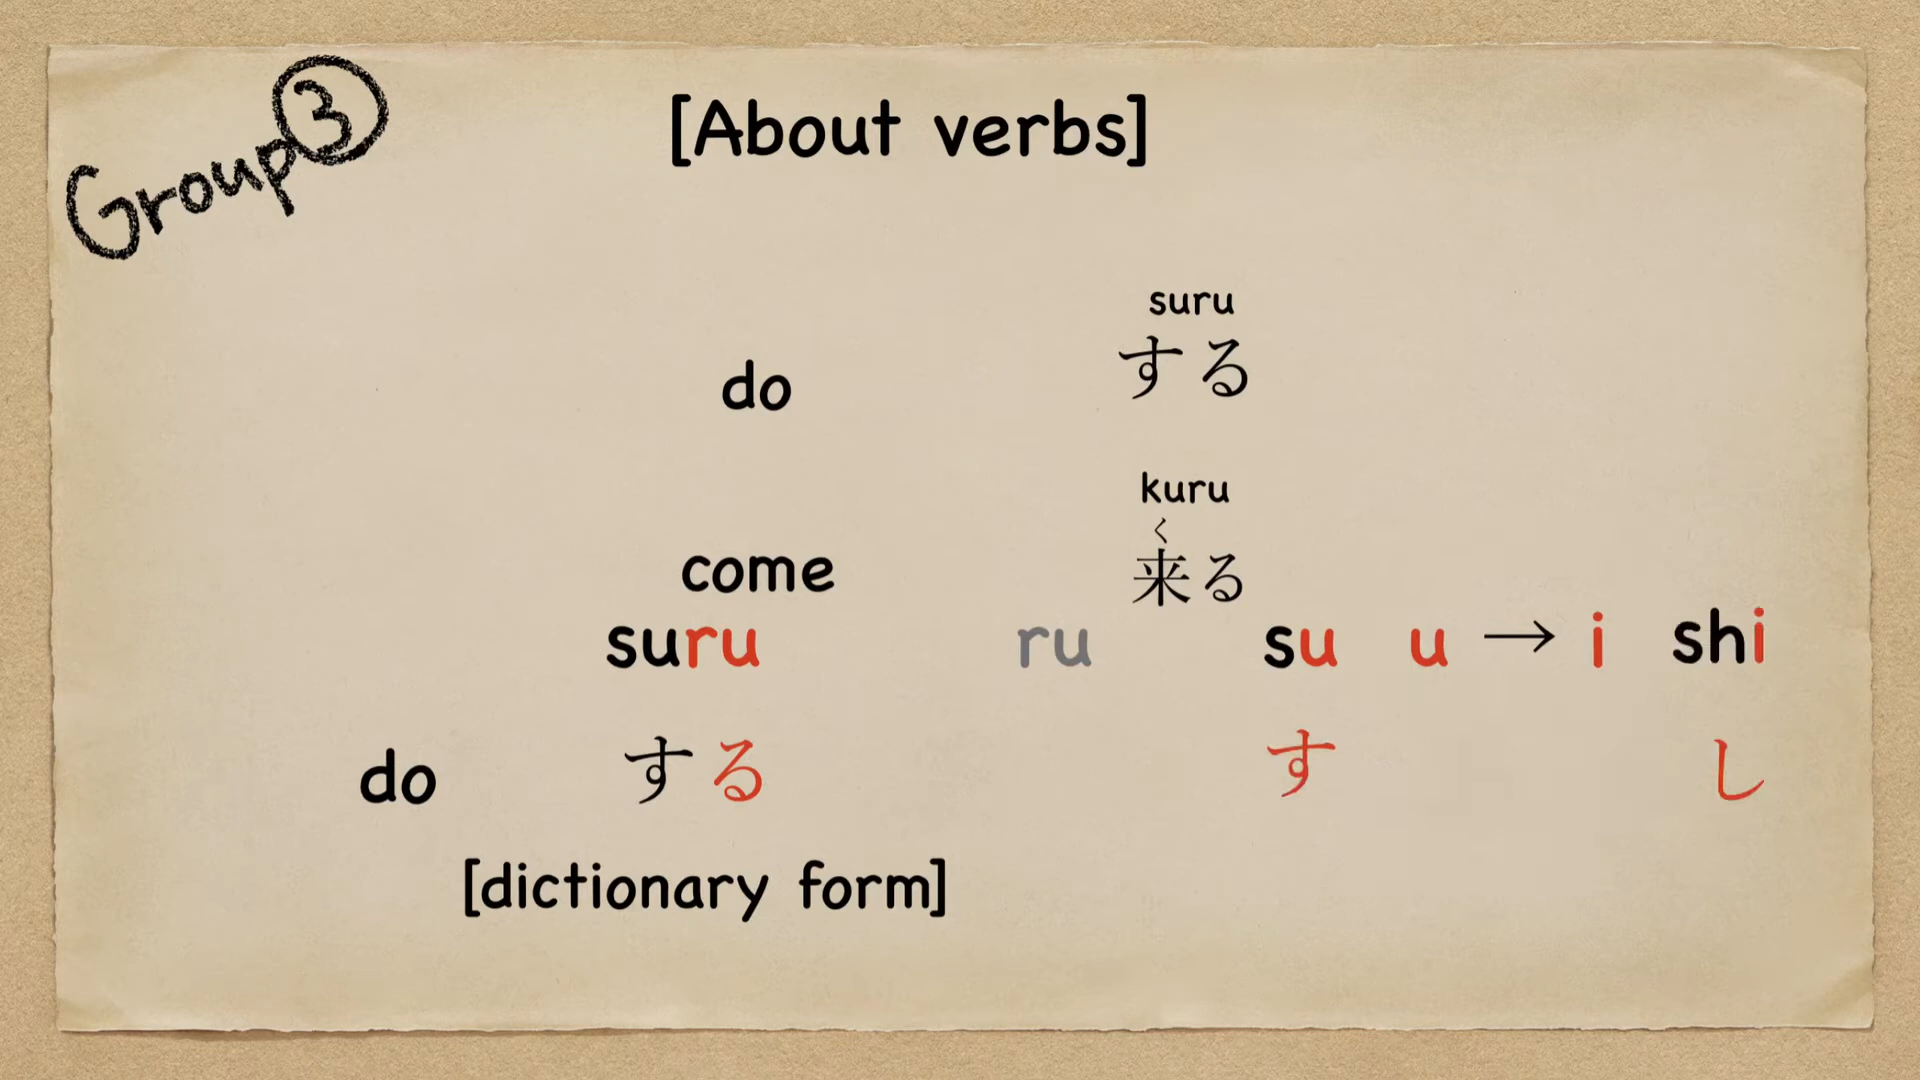 Group③
[About verbs]
suru
do する
kuru
く
come 来る
suru ru su u → i shi
do する す し
[dictionary form]